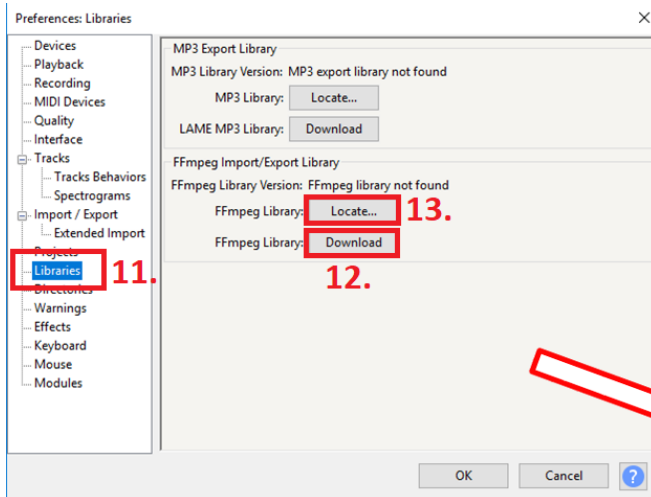 Preferences: Libraries
Devices
Playback
Recording
MIDI Devices
Quality
Interface
Tracks
Tracks Behaviors
Spectrograms
Import / Export
Extended Import
Projects
Libraries
11.
Directories
Warnings
Effects
Keyboard
Mouse
Modules
MP3 Export Library
MP3 Library Version: MP3 export library not found
MP3 Library: Locate...
LAME MP3 Library: Download
FFmpeg Import/Export Library
FFmpeg Library Version: FFmpeg library not found
FFmpeg Library: Locate... 13.
FFmpeg Library: Download
12.
OK Cancel ?